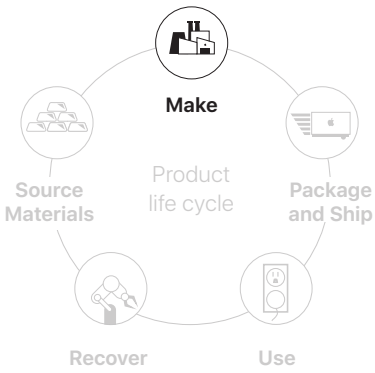 Make
Source
Materials
Product
life cycle
Package
and Ship
Recover
Use